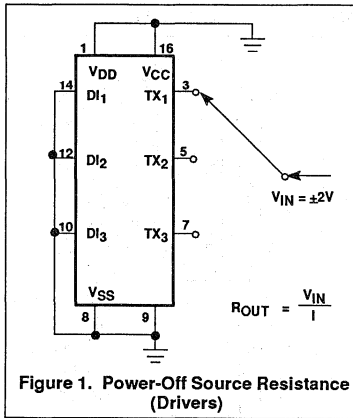 1 16
VDD VCC
14 DI1 TX1 3
12 DI2 TX2 5
VIN = ±2V
10 DI3 TX3 7
VSS
8 9
ROUT = VIN / I
Figure 1. Power-Off Source Resistance
(Drivers)